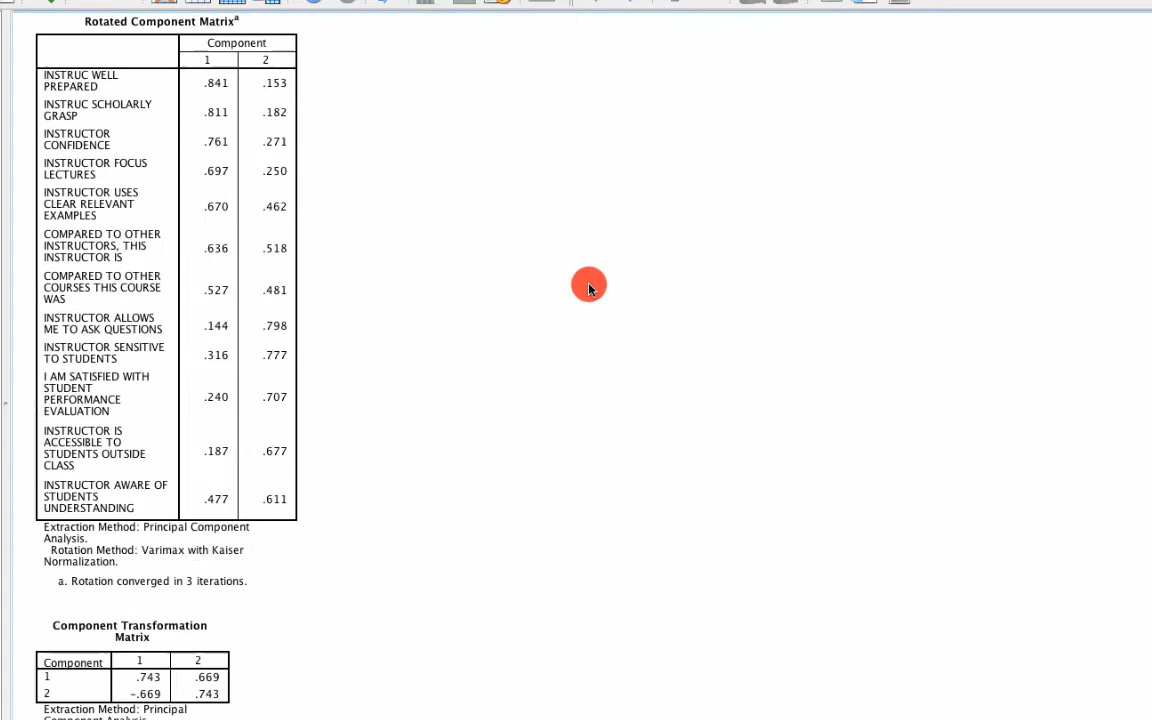 Rotated Component Matrixa
Component
1 2
INSTRUC WELL
PREPARED .841 .153
INSTRUC SCHOLARLY
GRASP .811 .182
INSTRUCTOR
CONFIDENCE .761 .271
INSTRUCTOR FOCUS
LECTURES .697 .250
INSTRUCTOR USES
CLEAR RELEVANT .670 .462
EXAMPLES
COMPARED TO OTHER
INSTRUCTORS, THIS .636 .518
INSTRUCTOR IS
COMPARED TO OTHER
COURSES THIS COURSE .527 .481
WAS
INSTRUCTOR ALLOWS
ME TO ASK QUESTIONS .144 .798
INSTRUCTOR SENSITIVE
TO STUDENTS .316 .777
I AM SATISFIED WITH
STUDENT
PERFORMANCE .240 .707
EVALUATION
INSTRUCTOR IS
ACCESSIBLE TO
STUDENTS OUTSIDE .187 .677
CLASS
INSTRUCTOR AWARE OF
STUDENTS .477 .611
UNDERSTANDING
Extraction Method: Principal Component
Analysis.
Rotation Method: Varimax with Kaiser
Normalization.
a. Rotation converged in 3 iterations.
Component Transformation
Matrix
Component 1 2
1 .743 .669
2 -.669 .743
Extraction Method: Principal
Component Analysis